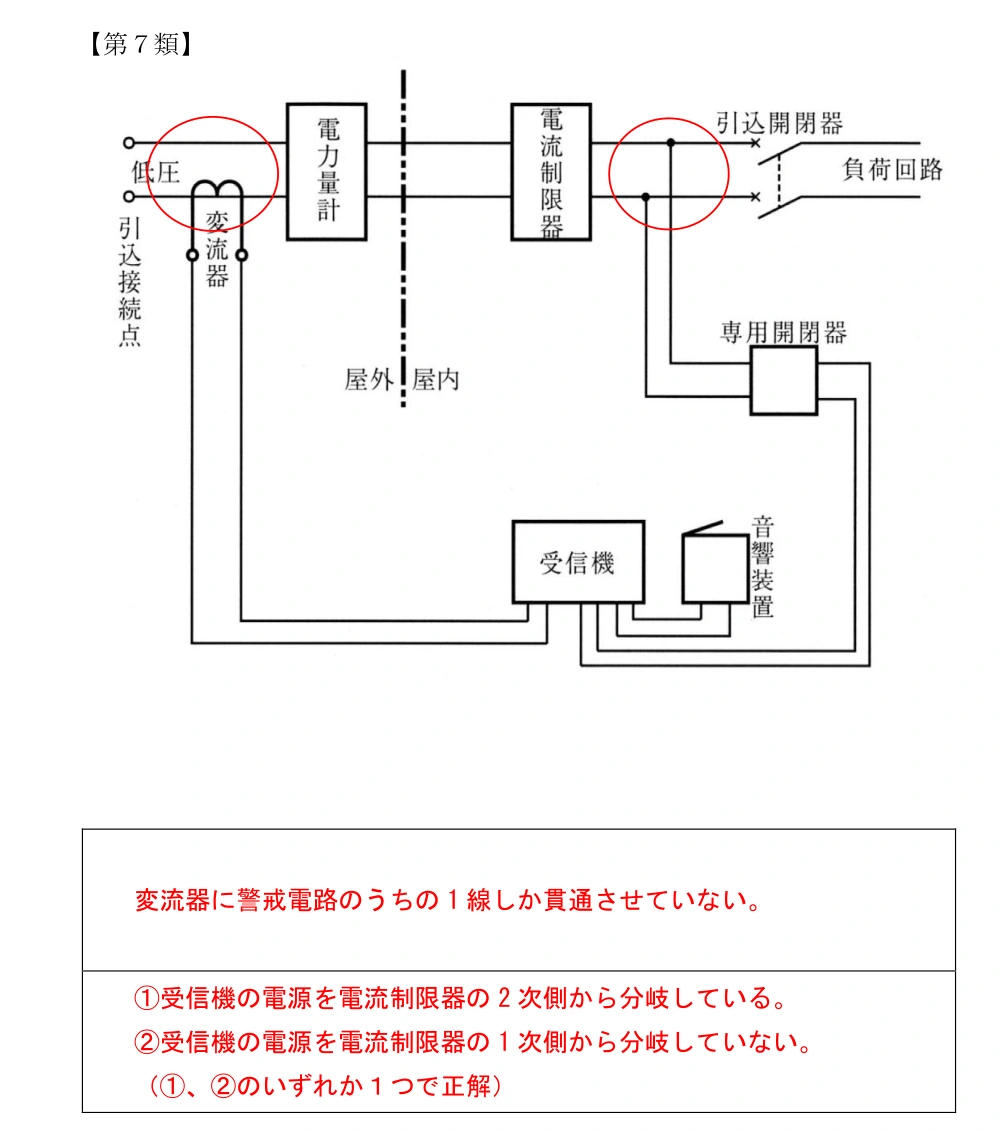 【第７類】
電力量計
電流制限器
引込開閉器
低圧
負荷回路
変流器
引込接続点
専用開閉器
屋外
屋内
受信機
音響装置
変流器に警戒電路のうちの１線しか貫通させていない。
①受信機の電源を電流制限器の２次側から分岐している。
②受信機の電源を電流制限器の１次側から分岐していない。
（①、②のいずれか１つで正解）